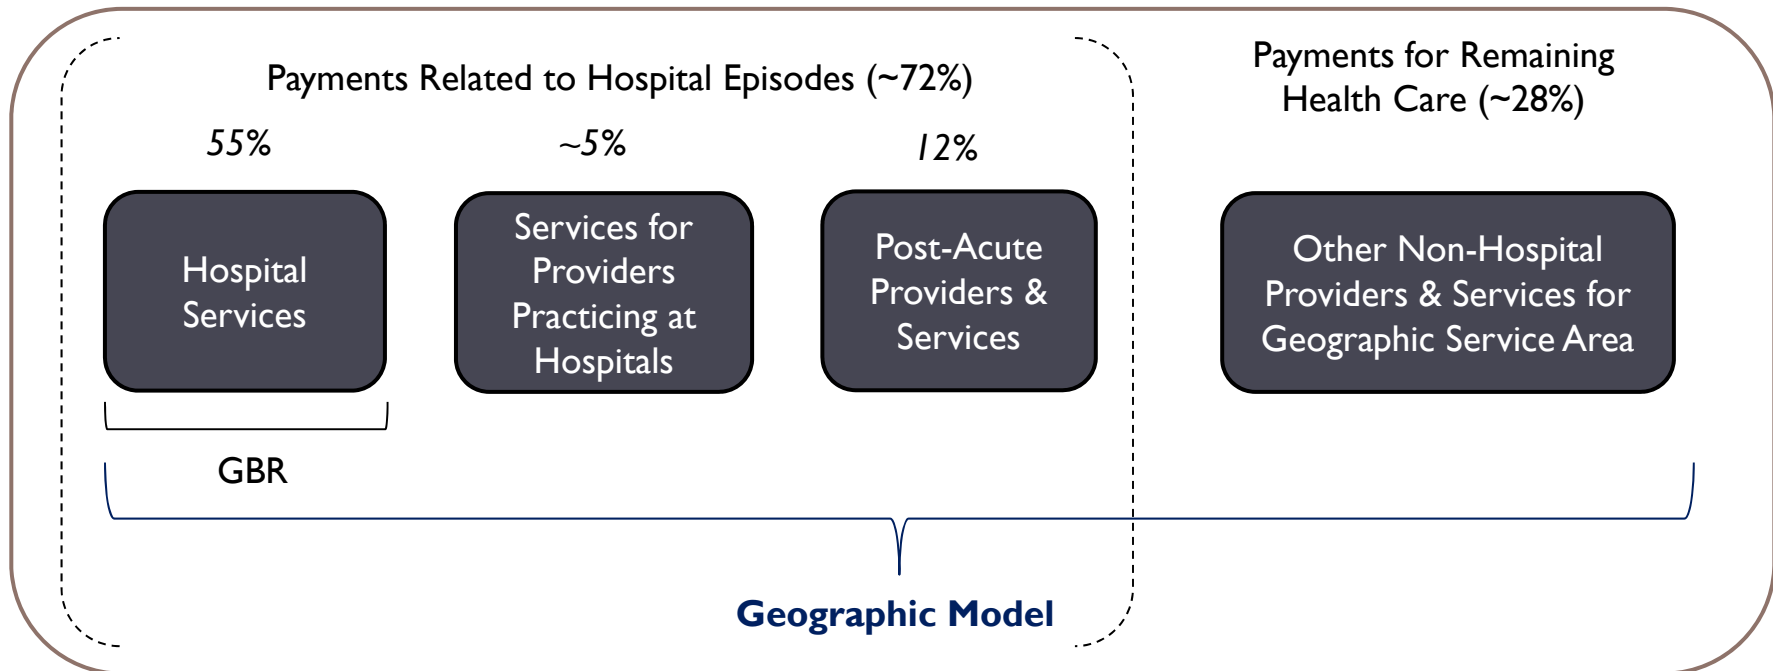 Payments Related to Hospital Episodes (~72%)
Payments for Remaining
Health Care (~28%)
55%
~5%
12%
Hospital
Services
Services for
Providers
Practicing at
Hospitals
Post-Acute
Providers &
Services
Other Non-Hospital
Providers & Services for
Geographic Service Area
GBR
Geographic Model